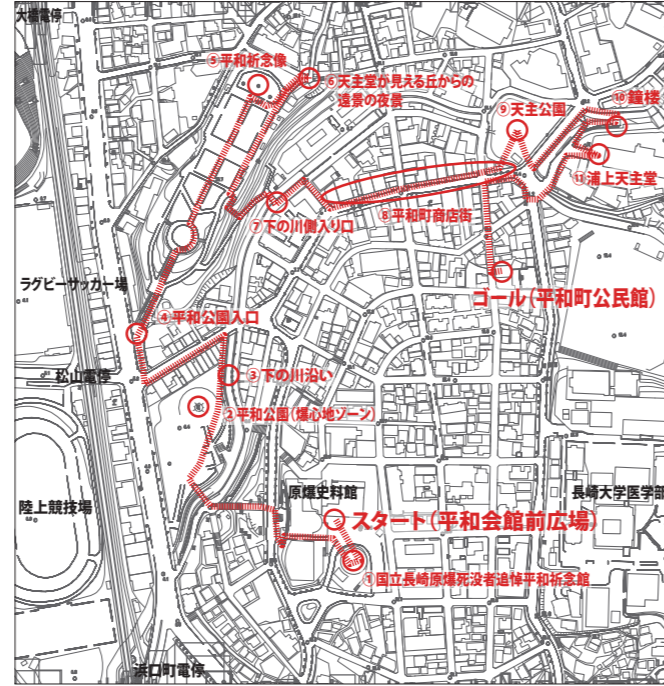 大橋電停
⑤平和祈念像
⑥天主堂が見える丘からの
遠景の夜景
⑩鐘楼
⑨天主公園
⑪浦上天主堂
⑧平和町商店街
⑦下の川側入り口
ゴール(平和町公民館)
ラグビーサッカー場
④平和公園入口
松山電停
③下の川沿い
②平和公園(爆心地ゾーン)
陸上競技場
原爆史料館
長崎大学医学部
スタート(平和会館前広場)
①国立長崎原爆死没者追悼平和祈念館
浜口町電停